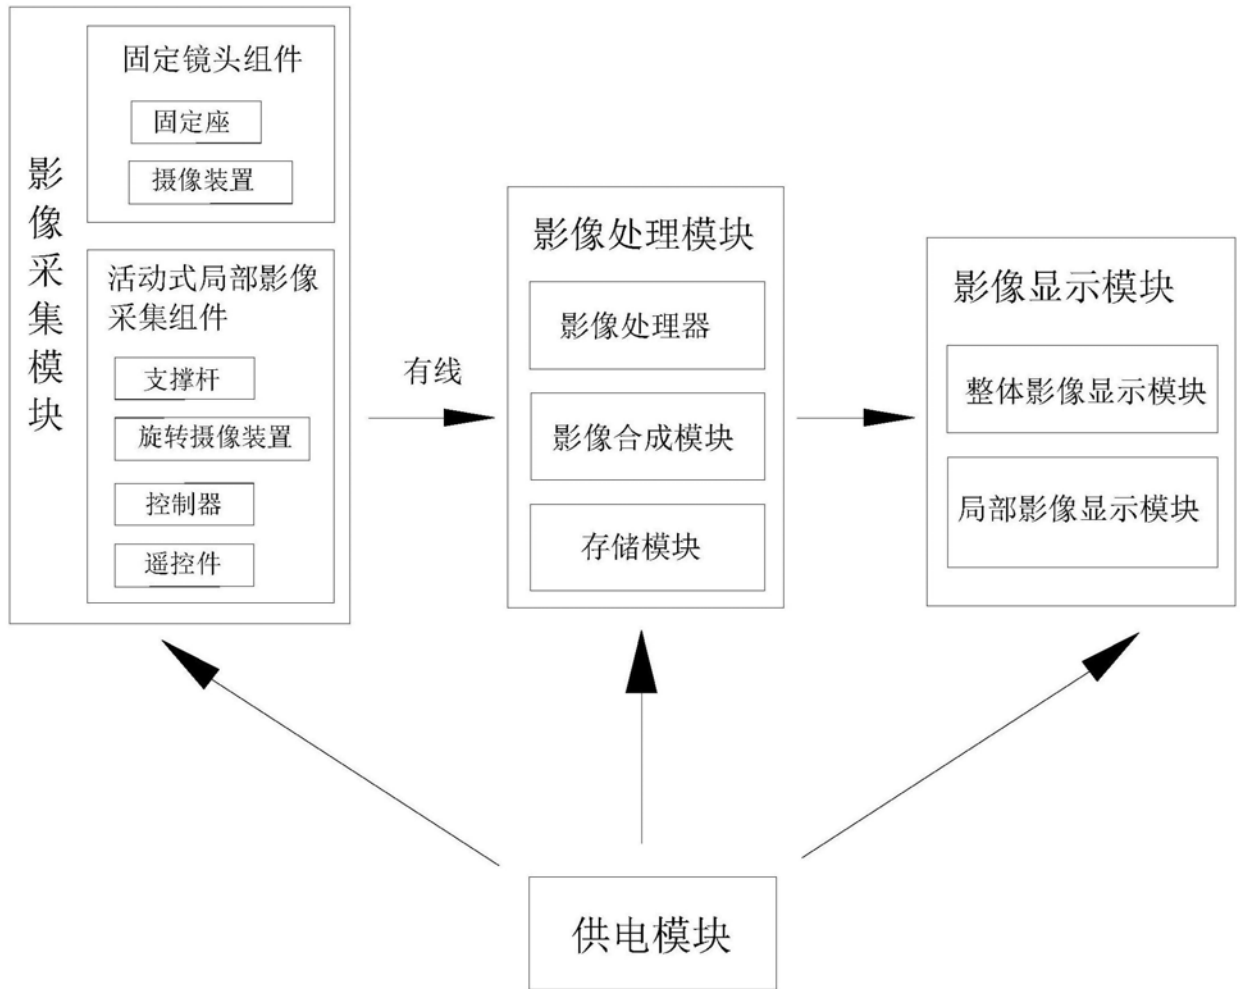 影像采集模块
固定镜头组件
固定座
摄像装置
活动式局部影像
采集组件
支撑杆
旋转摄像装置
控制器
遥控件
有线
影像处理模块
影像处理器
影像合成模块
存储模块
影像显示模块
整体影像显示模块
局部影像显示模块
供电模块